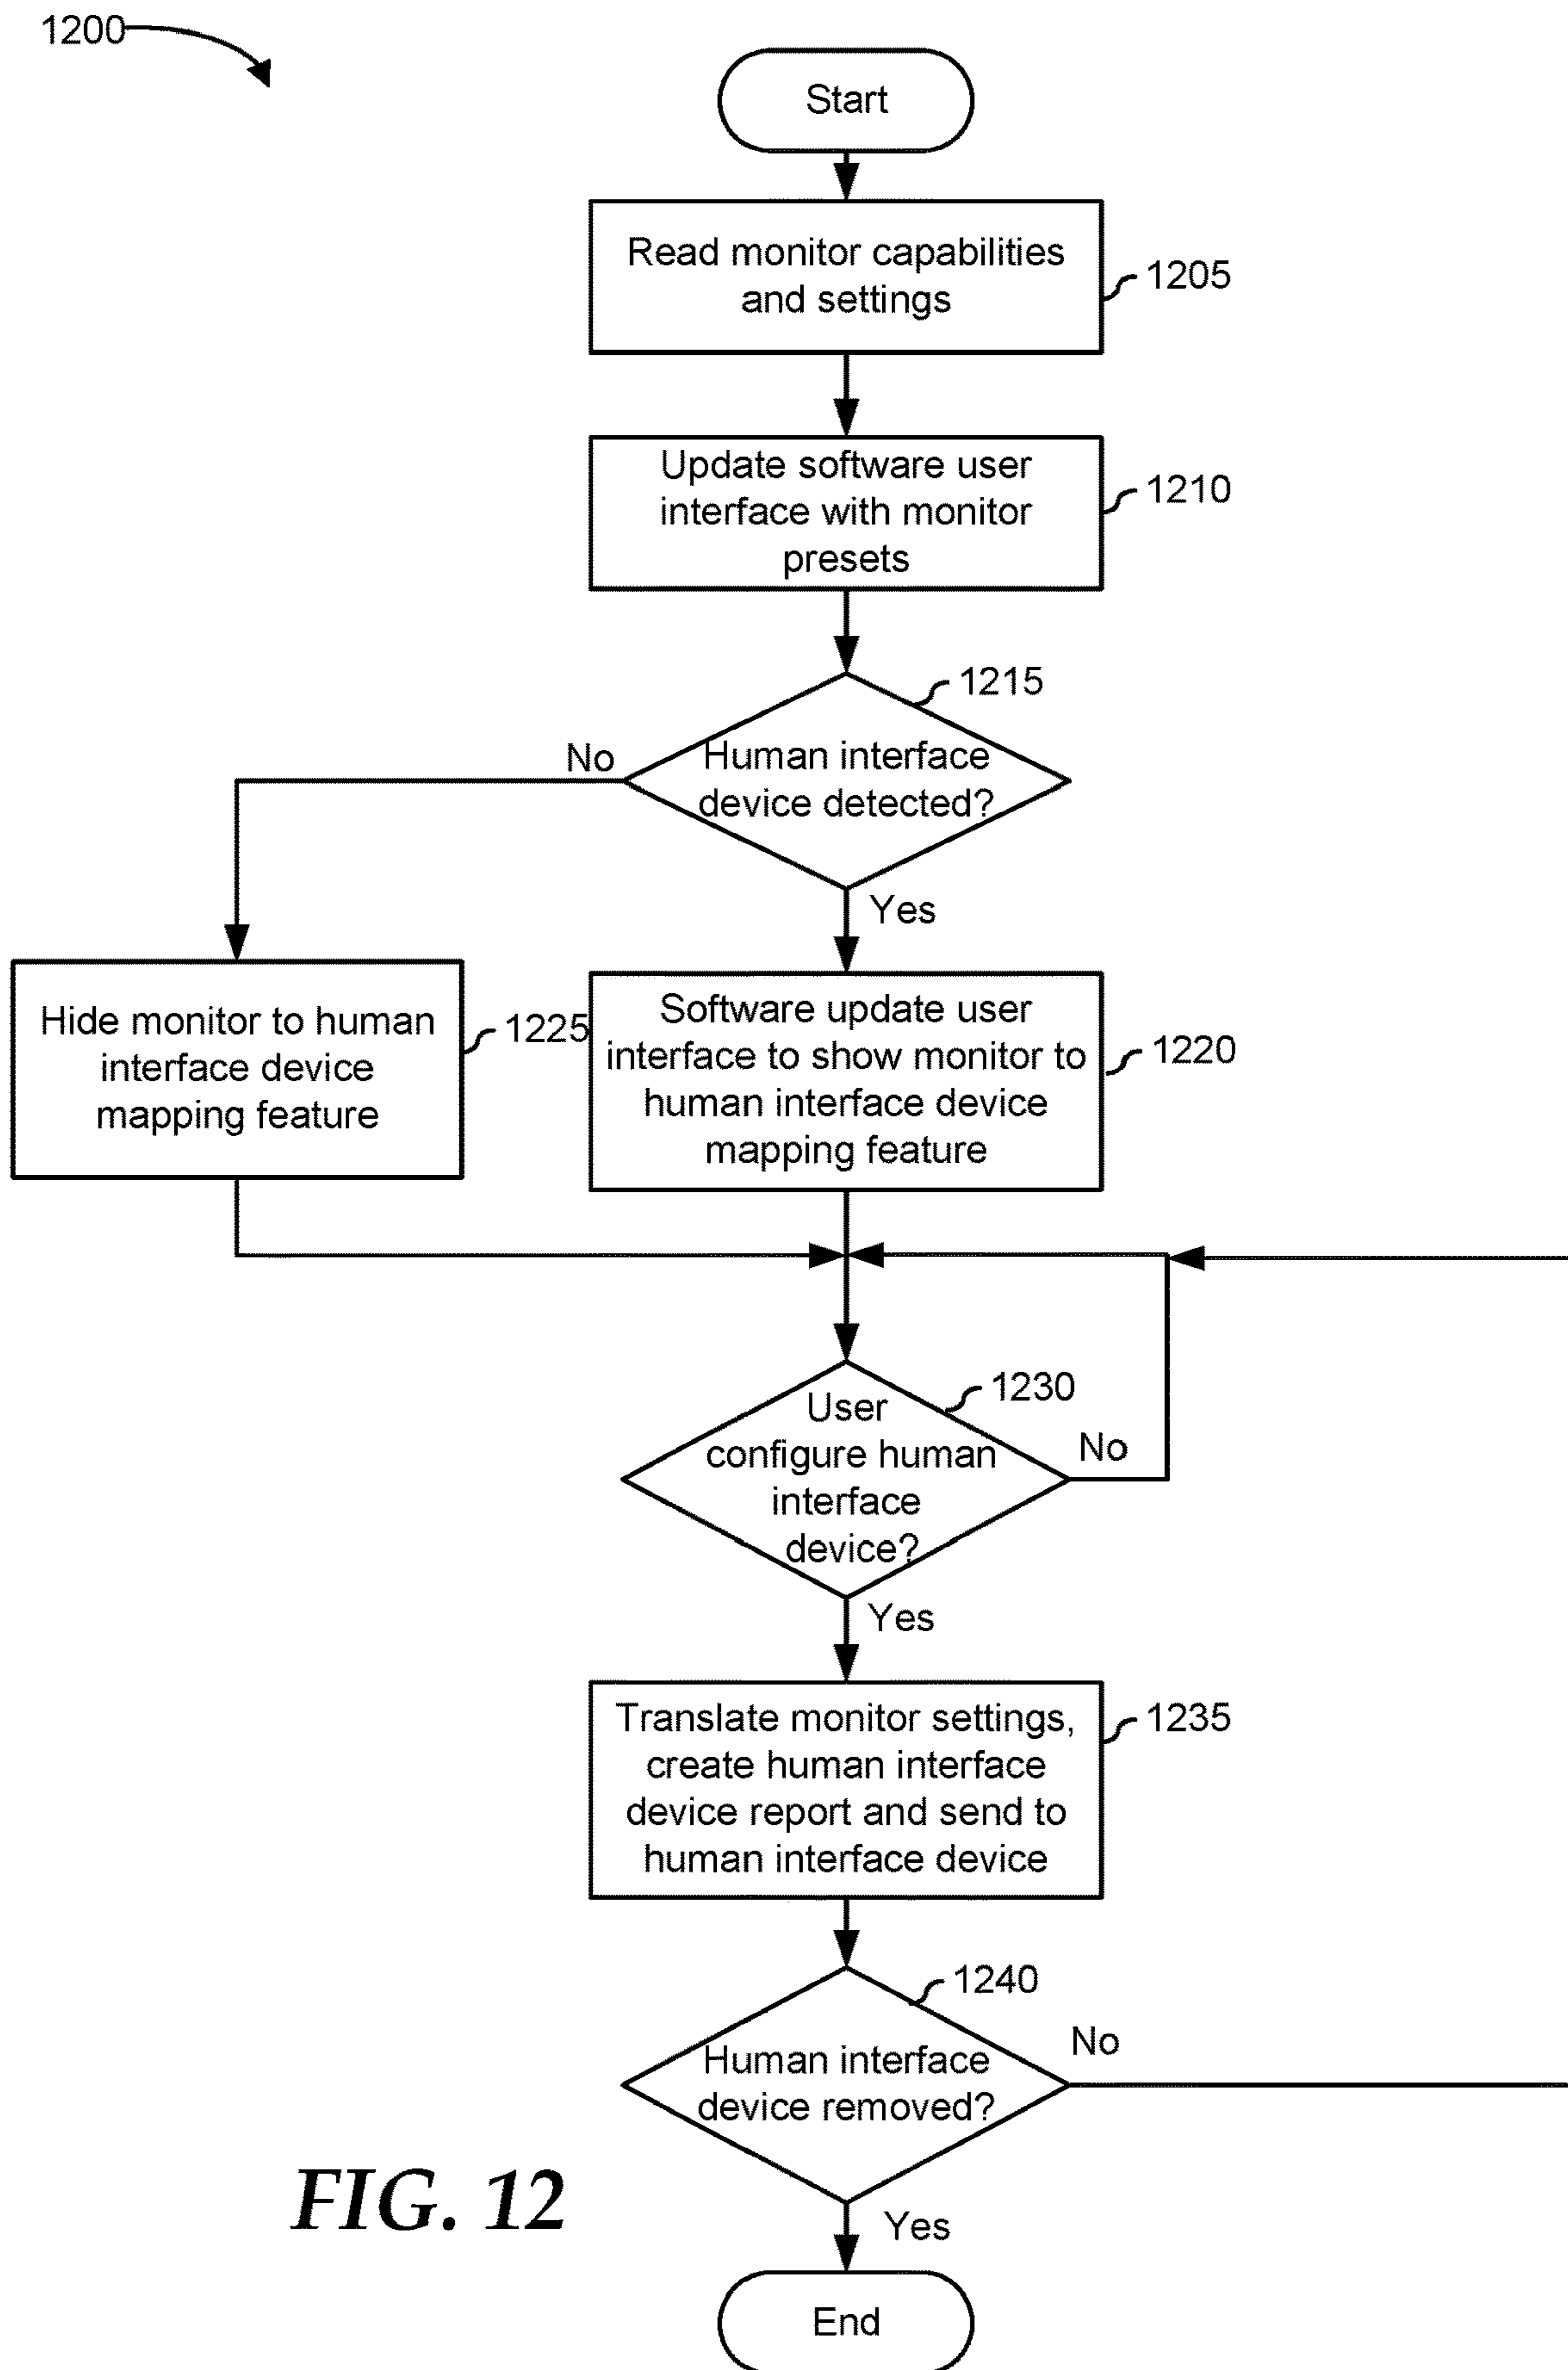 1200
Start
Read monitor capabilities
and settings
1205
Update software user
interface with monitor
presets
1210
1215
Human interface
device detected?
No
Yes
Hide monitor to human
interface device
mapping feature
1225
Software update user
interface to show monitor to
human interface device
mapping feature
1220
1230
User
configure human
interface
device?
No
Yes
Translate monitor settings,
create human interface
device report and send to
human interface device
1235
1240
Human interface
device removed?
No
Yes
FIG. 12
End